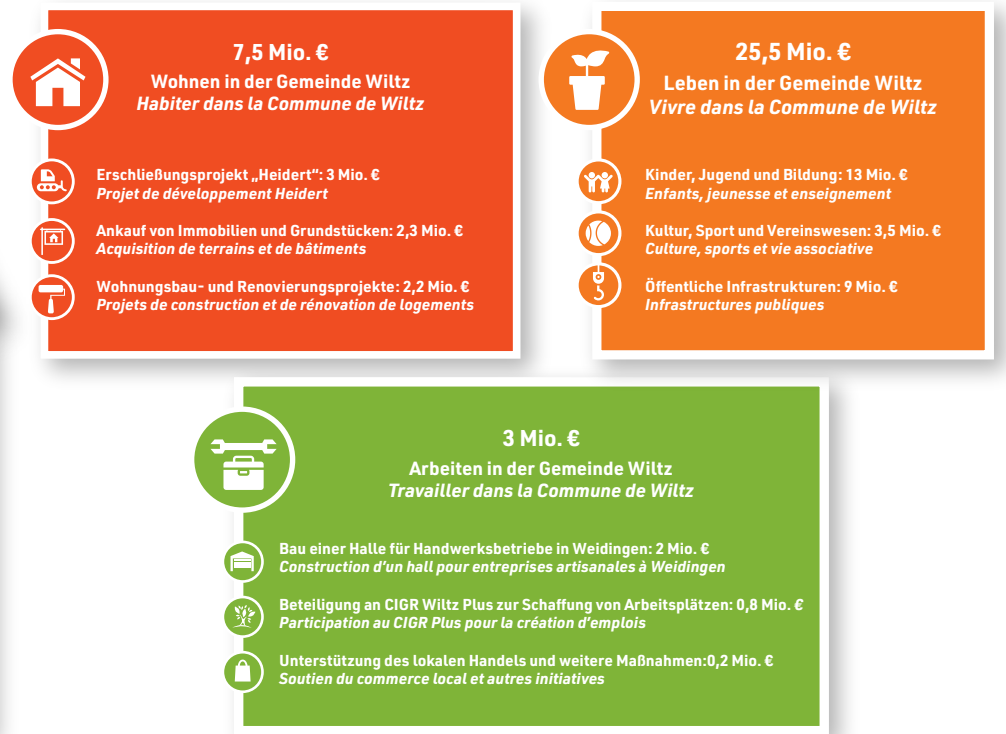 7,5 Mio. €
Wohnen in der Gemeinde Wiltz
Habiter dans la Commune de Wiltz
Erschließungsprojekt „Heidert“: 3 Mio. €
Projet de développement Heidert
Ankauf von Immobilien und Grundstücken: 2,3 Mio. €
Acquisition de terrains et de bâtiments
Wohnungsbau- und Renovierungsprojekte: 2,2 Mio. €
Projets de construction et de rénovation de logements
25,5 Mio. €
Leben in der Gemeinde Wiltz
Vivre dans la Commune de Wiltz
Kinder, Jugend und Bildung: 13 Mio. €
Enfants, jeunesse et enseignement
Kultur, Sport und Vereinswesen: 3,5 Mio. €
Culture, sports et vie associative
Öffentliche Infrastrukturen: 9 Mio. €
Infrastructures publiques
3 Mio. €
Arbeiten in der Gemeinde Wiltz
Travailler dans la Commune de Wiltz
Bau einer Halle für Handwerksbetriebe in Weidingen: 2 Mio. €
Construction d'un hall pour entreprises artisanales à Weidingen
Beteiligung an CIGR Wiltz Plus zur Schaffung von Arbeitsplätzen: 0,8 Mio. €
Participation au CIGR Plus pour la création d'emplois
Unterstützung des lokalen Handels und weitere Maßnahmen:0,2 Mio. €
Soutien du commerce local et autres initiatives